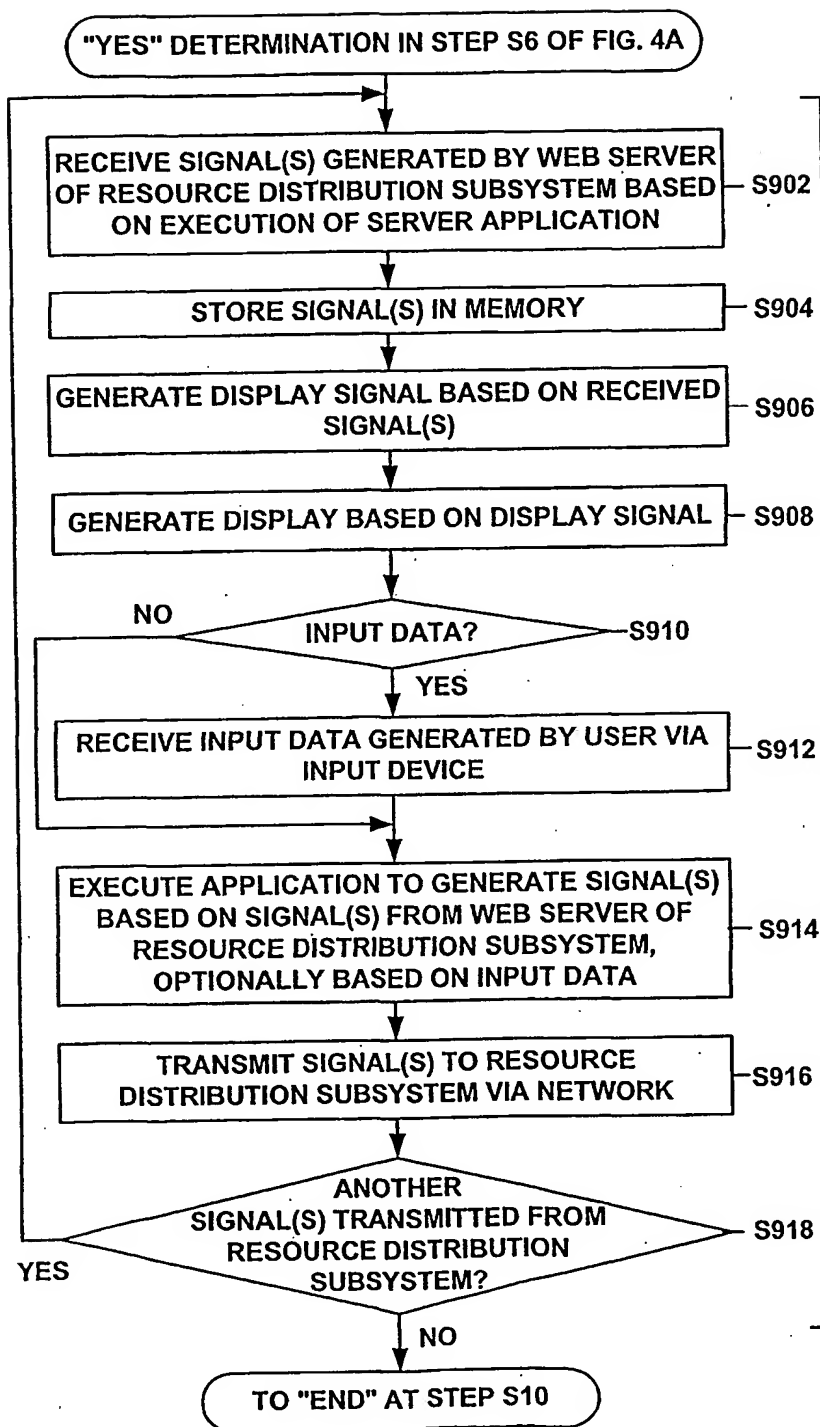 "YES" DETERMINATION IN STEP S6 OF FIG. 4A
RECEIVE SIGNAL(S) GENERATED BY WEB SERVER
OF RESOURCE DISTRIBUTION SUBSYSTEM BASED
ON EXECUTION OF SERVER APPLICATION
S902
STORE SIGNAL(S) IN MEMORY
S904
GENERATE DISPLAY SIGNAL BASED ON RECEIVED
SIGNAL(S)
S906
GENERATE DISPLAY BASED ON DISPLAY SIGNAL
S908
NO
INPUT DATA?
S910
YES
RECEIVE INPUT DATA GENERATED BY USER VIA
INPUT DEVICE
S912
EXECUTE APPLICATION TO GENERATE SIGNAL(S)
BASED ON SIGNAL(S) FROM WEB SERVER OF
RESOURCE DISTRIBUTION SUBSYSTEM,
OPTIONALLY BASED ON INPUT DATA
S914
TRANSMIT SIGNAL(S) TO RESOURCE
DISTRIBUTION SUBSYSTEM VIA NETWORK
S916
ANOTHER
SIGNAL(S) TRANSMITTED FROM
RESOURCE DISTRIBUTION
SUBSYSTEM?
S918
YES
NO
TO "END" AT STEP S10